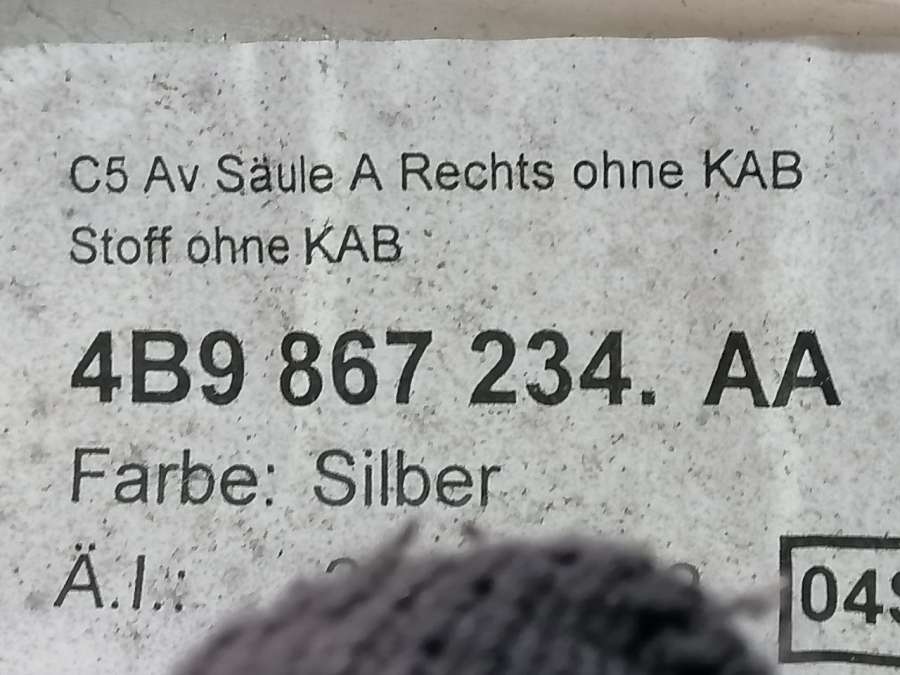 C5 Av Säule A Rechts ohne KAB
Stoff ohne KAB
4B9 867 234. AA
Farbe: Silber
Ä.I.: